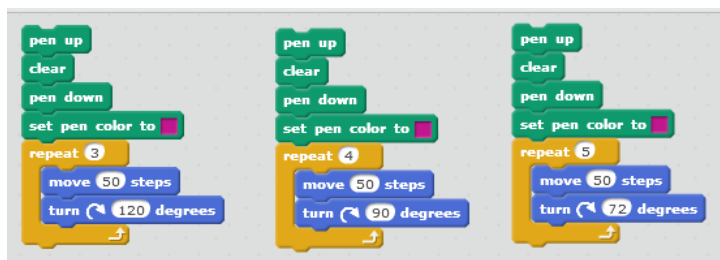 pen up
clear
pen down
set pen color to
repeat 3
move 50 steps
turn 120 degrees
pen up
clear
pen down
set pen color to
repeat 4
move 50 steps
turn 90 degrees
pen up
clear
pen down
set pen color to
repeat 5
move 50 steps
turn 72 degrees